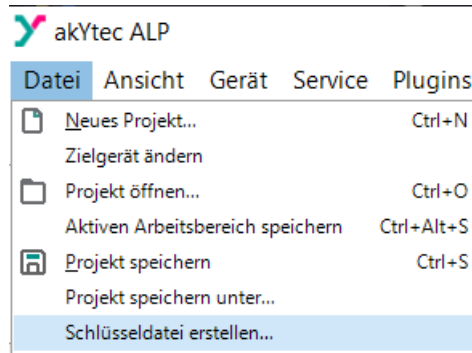 akYtec ALP
Datei Ansicht Gerät Service Plugins
Neues Projekt... Ctrl+N
Zielgerät ändern
Projekt öffnen... Ctrl+O
Aktiven Arbeitsbereich speichern Ctrl+Alt+S
Projekt speichern Ctrl+S
Projekt speichern unter...
Schlüsseldatei erstellen...